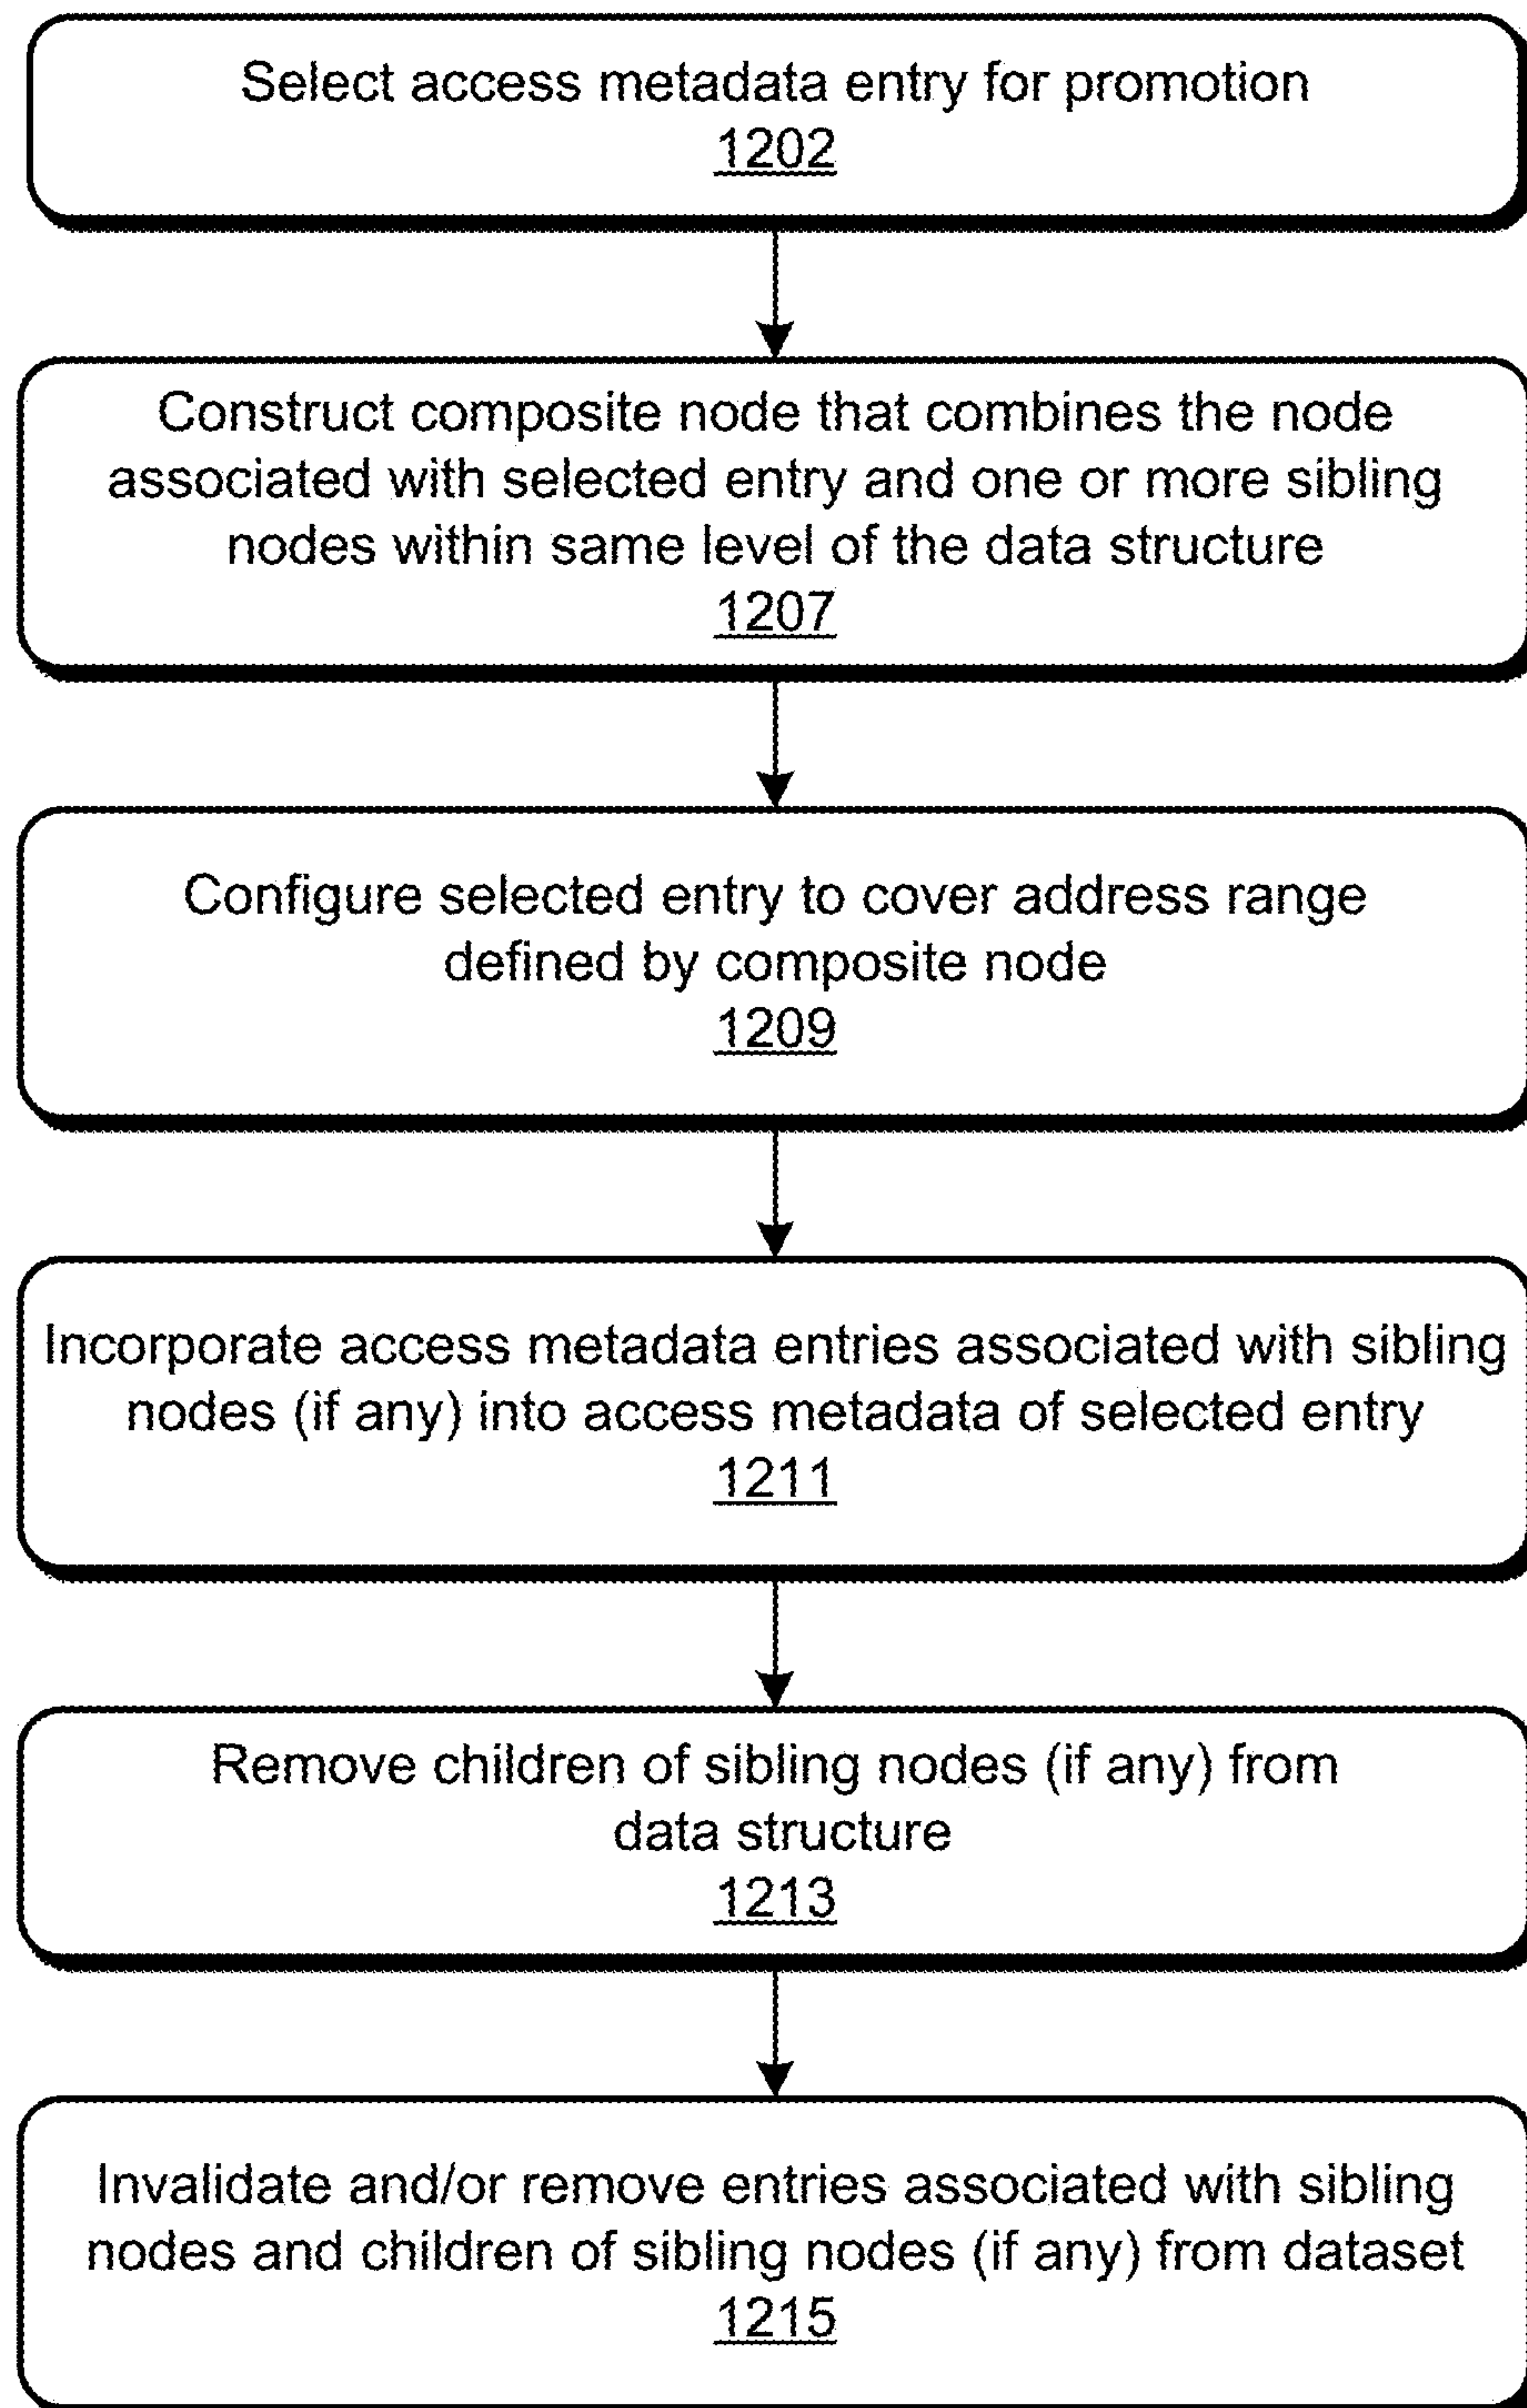 Select access metadata entry for promotion
1202
Construct composite node that combines the node
associated with selected entry and one or more sibling
nodes within same level of the data structure
1207
Configure selected entry to cover address range
defined by composite node
1209
Incorporate access metadata entries associated with sibling
nodes (if any) into access metadata of selected entry
1211
Remove children of sibling nodes (if any) from
data structure
1213
Invalidate and/or remove entries associated with sibling
nodes and children of sibling nodes (if any) from dataset
1215